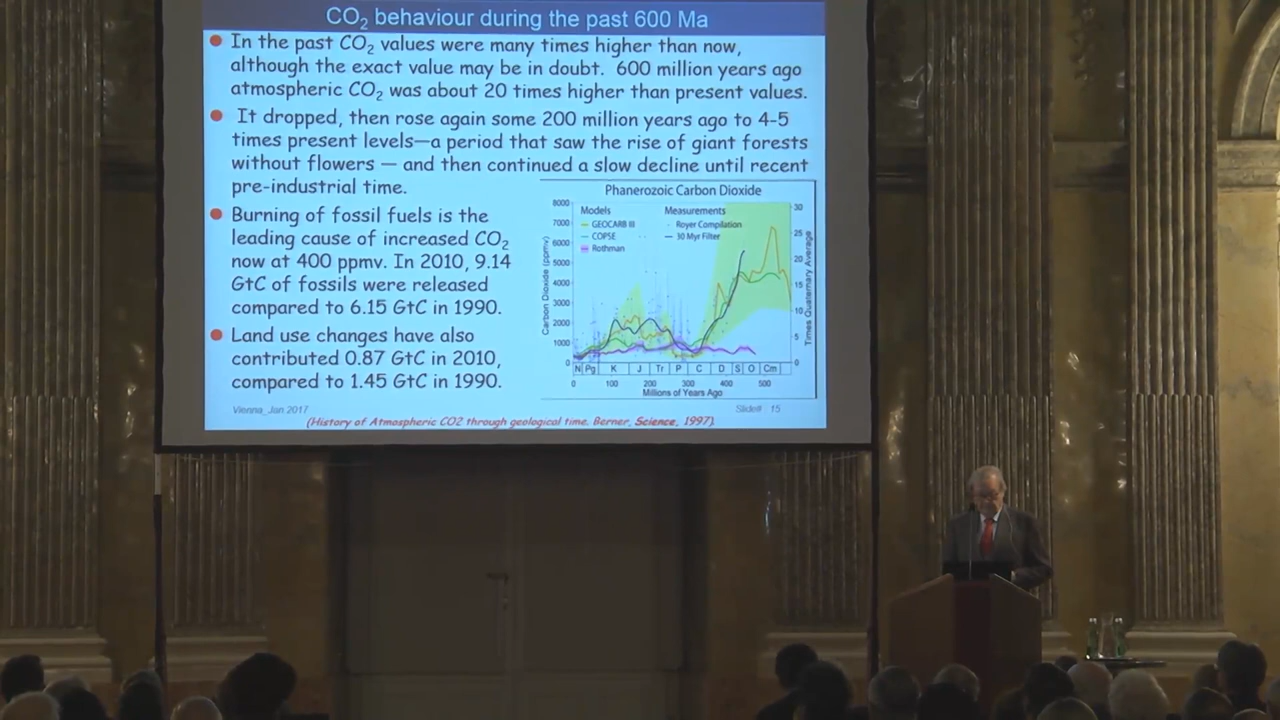 CO2 behaviour during the past 600 Ma
In the past CO2 values were many times higher than now,
although the exact value may be in doubt. 600 million years ago
atmospheric CO2 was about 20 times higher than present values.
It dropped, then rose again some 200 million years ago to 4-5
times present levels—a period that saw the rise of giant forests
without flowers — and then continued a slow decline until recent
pre-industrial time.
Burning of fossil fuels is the
leading cause of increased CO2
now at 400 ppmv. In 2010, 9.14
GtC of fossils were released
compared to 6.15 GtC in 1990.
Land use changes have also
contributed 0.87 GtC in 2010,
compared to 1.45 GtC in 1990.
Phanerozoic Carbon Dioxide
Models
GEOCARB III
COPSE
Rothman
Measurements
Royer Compilation
30 Myr Filter
Carbon Dioxide (ppmv)
8000
7000
6000
5000
4000
3000
2000
1000
0
Times Quaternary Average
30
25
20
15
10
5
0
N Pg K J Tr P C D S O Cm
0 100 200 300 400 500
Millions of Years Ago
Vienna_Jan 2017
Slide# 15
(History of Atmospheric CO2 through geological time. Berner, Science, 1997).